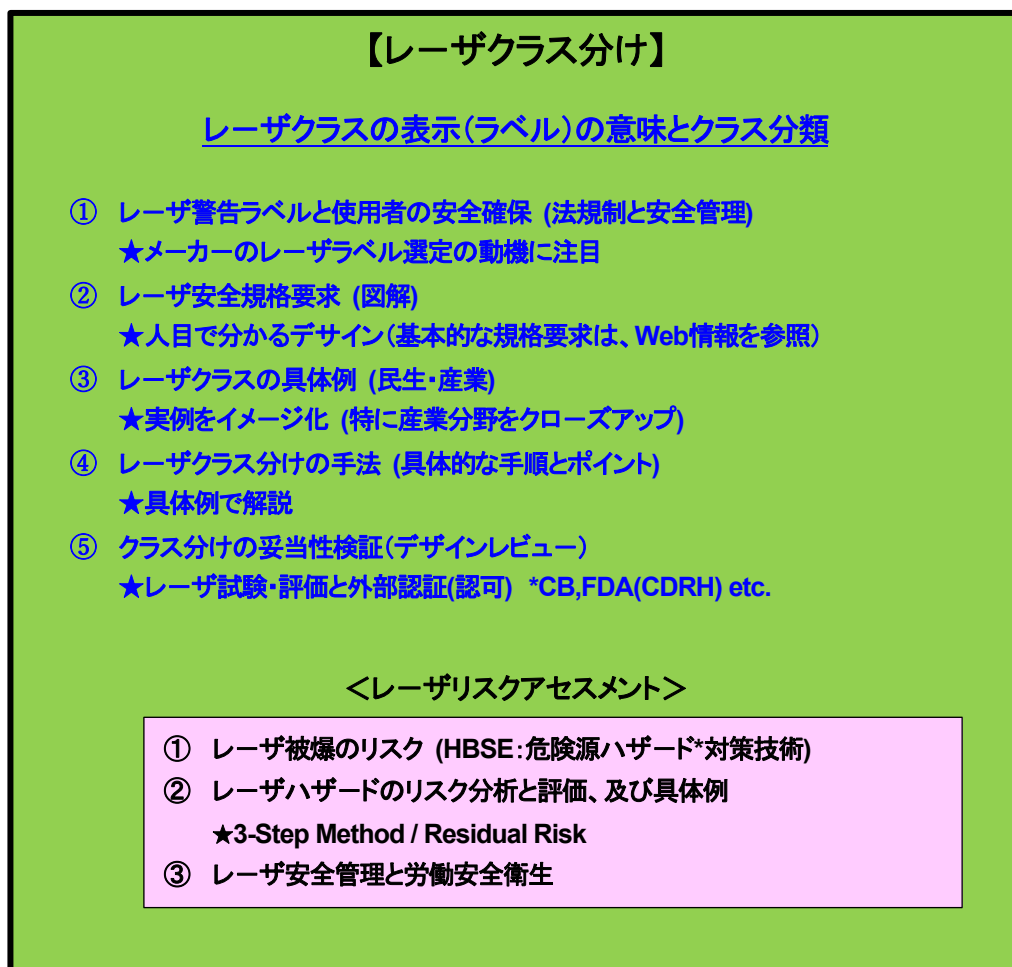 【レーザクラス分け】
レーザクラスの表示(ラベル)の意味とクラス分類
① レーザ警告ラベルと使用者の安全確保 (法規制と安全管理)
★メーカーのレーザラベル選定の動機に注目
② レーザ安全規格要求 (図解)
★人目で分かるデザイン(基本的な規格要求は、Web情報を参照)
③ レーザクラスの具体例 (民生・産業)
★実例をイメージ化 (特に産業分野をクローズアップ)
④ レーザクラス分けの手法 (具体的な手順とポイント)
★具体例で解説
⑤ クラス分けの妥当性検証(デザインレビュー)
★レーザ試験・評価と外部認証(認可) *CB,FDA(CDRH) etc.
<レーザリスクアセスメント>
① レーザ被爆のリスク (HBSE:危険源ハザード*対策技術)
② レーザハザードのリスク分析と評価、及び具体例
★3-Step Method / Residual Risk
③ レーザ安全管理と労働安全衛生